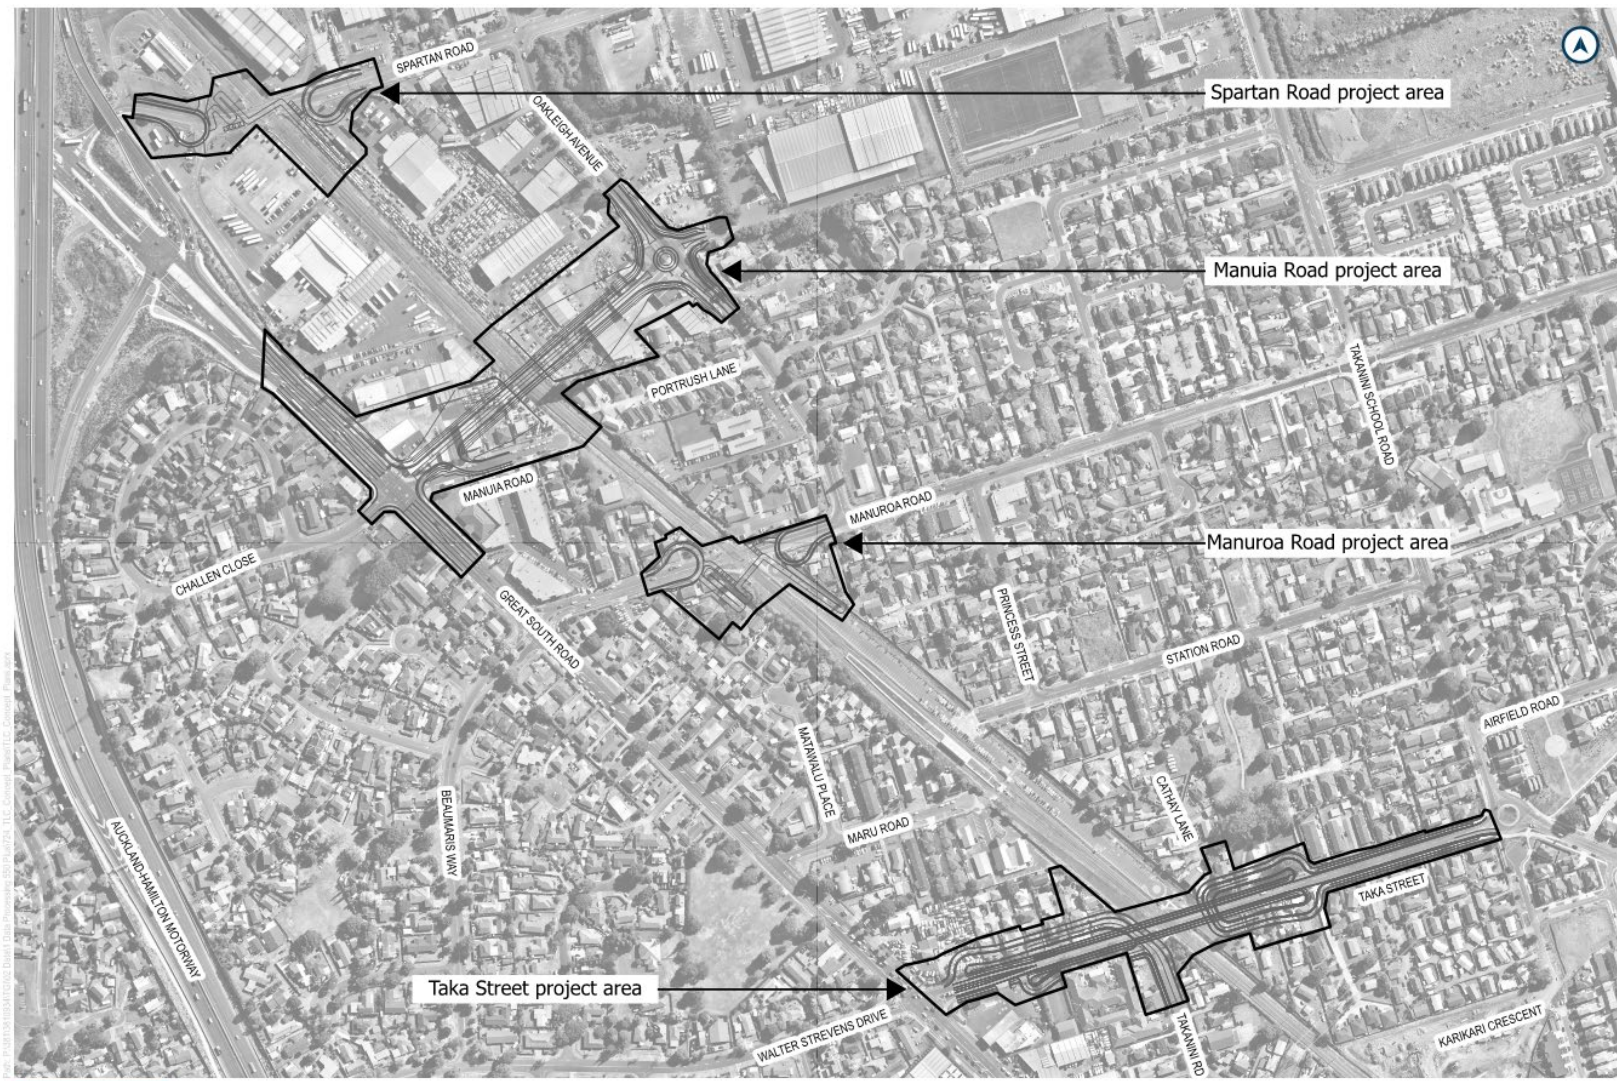 SPARTAN ROAD
Spartan Road project area
OAKLEIGH AVENUE
Manuia Road project area
PORTRUSH LANE
TAKANINI SCHOOL ROAD
MANUIA ROAD
MANUROA ROAD
Manuroa Road project area
CHALLEN CLOSE
GREAT SOUTH ROAD
PRINCESS STREET
STATION ROAD
AIRFIELD ROAD
MATAWALU PLACE
CATHAY LANE
BEAUMARIS WAY
MARU ROAD
AUCKLAND-HAMILTON MOTORWAY
TAKA STREET
Taka Street project area
WALTER STREVENS DRIVE
TAKANINI RD
KARIKARI CRESCENT